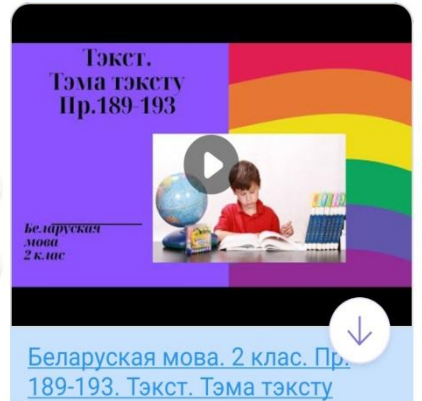 Тэкст.
Тэма тэксту
Пр.189-193
Беларуская
мова
2 клас
Беларуская мова. 2 клас. Пр.
189-193. Тэкст. Тэма тэксту